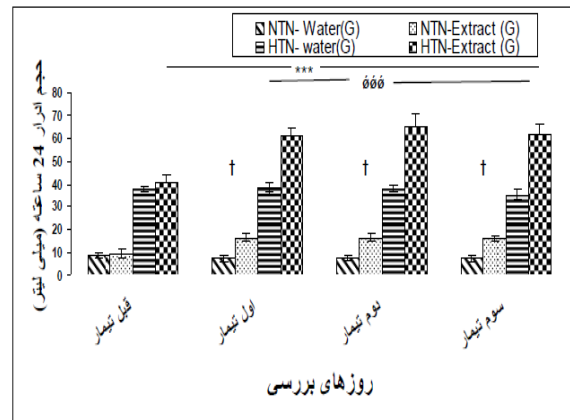 NTN- Water(G) NTN-Extract (G)
HTN- water(G) HTN-Extract (G)
***
óóó
حجم ادرار 24 ساعته (میلی لیتر)
80
70
60
50
40
30
20
10
0
† † †
قبل تیمار
اول تیمار
دوم تیمار
سوم تیمار
روزهای بررسی